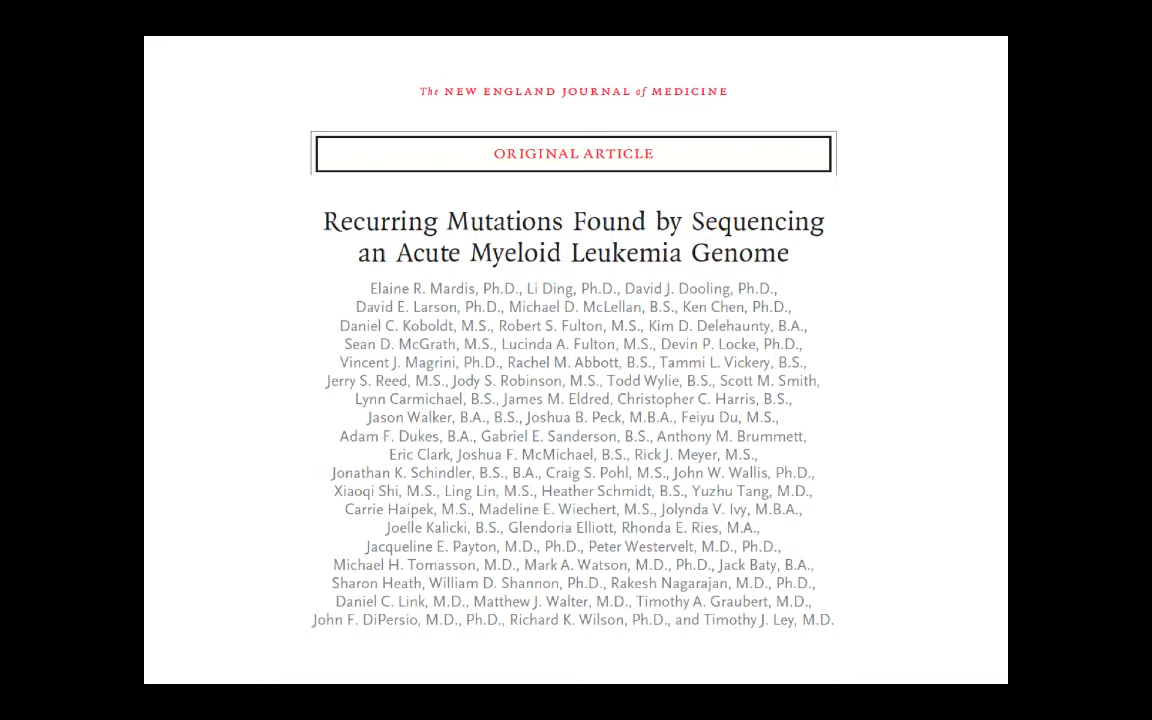 The NEW ENGLAND JOURNAL of MEDICINE
ORIGINAL ARTICLE
Recurring Mutations Found by Sequencing
an Acute Myeloid Leukemia Genome
Elaine R. Mardis, Ph.D., Li Ding, Ph.D., David J. Dooling, Ph.D.,
David E. Larson, Ph.D., Michael D. McLellan, B.S., Ken Chen, Ph.D.,
Daniel C. Koboldt, M.S., Robert S. Fulton, M.S., Kim D. Delehaunty, B.A.,
Sean D. McGrath, M.S., Lucinda A. Fulton, M.S., Devin P. Locke, Ph.D.,
Vincent J. Magrini, Ph.D., Rachel M. Abbott, B.S., Tammi L. Vickery, B.S.,
Jerry S. Reed, M.S., Jody S. Robinson, M.S., Todd Wylie, B.S., Scott M. Smith,
Lynn Carmichael, B.S., James M. Eldred, Christopher C. Harris, B.S.,
Jason Walker, B.A., B.S., Joshua B. Peck, M.B.A., Feiyu Du, M.S.,
Adam F. Dukes, B.A., Gabriel E. Sanderson, B.S., Anthony M. Brummett,
Eric Clark, Joshua F. McMichael, B.S., Rick J. Meyer, M.S.,
Jonathan K. Schindler, B.S., B.A., Craig S. Pohl, M.S., John W. Wallis, Ph.D.,
Xiaoqi Shi, M.S., Ling Lin, M.S., Heather Schmidt, B.S., Yuzhu Tang, M.D.,
Carrie Haipek, M.S., Madeline E. Wiechert, M.S., Jolynda V. Ivy, M.B.A.,
Joelle Kalicki, B.S., Glendoria Elliott, Rhonda E. Ries, M.A.,
Jacqueline E. Payton, M.D., Ph.D., Peter Westervelt, M.D., Ph.D.,
Michael H. Tomasson, M.D., Mark A. Watson, M.D., Ph.D., Jack Baty, B.A.,
Sharon Heath, William D. Shannon, Ph.D., Rakesh Nagarajan, M.D., Ph.D.,
Daniel C. Link, M.D., Matthew J. Walter, M.D., Timothy A. Graubert, M.D.,
John F. DiPersio, M.D., Ph.D., Richard K. Wilson, Ph.D., and Timothy J. Ley, M.D.